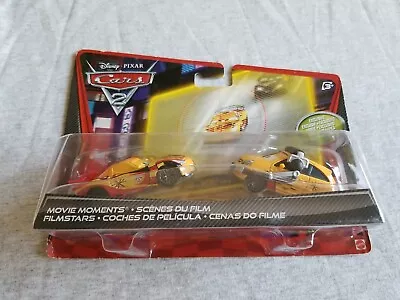 Disney · PIXAR
Cars
2
MOVIE MOMENTS • SCÈNES DU FILM
FILMSTARS • COCHES DE PELÍCULA • CENAS DO FILME